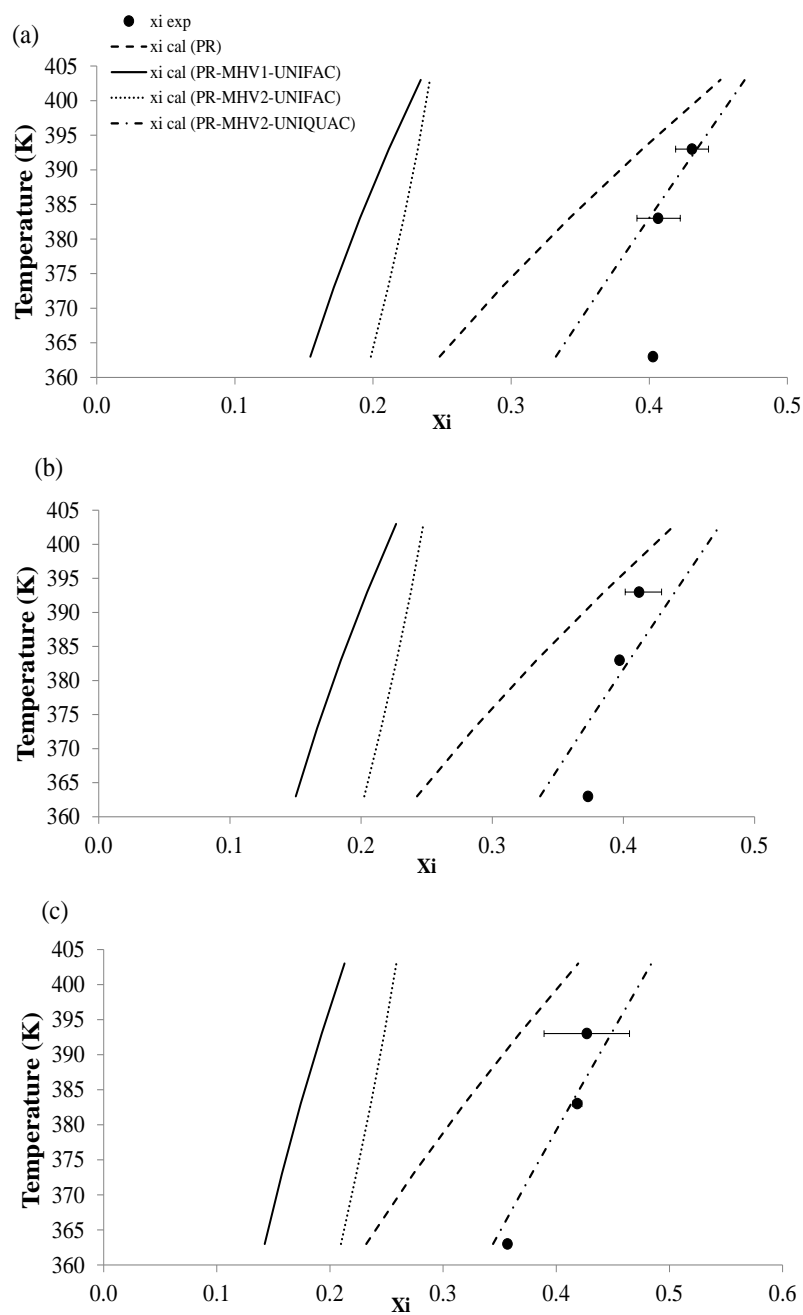 (a)
xi exp
xi cal (PR)
xi cal (PR-MHV1-UNIFAC)
xi cal (PR-MHV2-UNIFAC)
xi cal (PR-MHV2-UNIQUAC)
Temperature (K)
405
400
395
390
385
380
375
370
365
360
0.0 0.1 0.2 0.3 0.4 0.5
Xi
(b)
Temperature (K)
405
400
395
390
385
380
375
370
365
360
0.0 0.1 0.2 0.3 0.4 0.5
Xi
(c)
Temperature (K)
405
400
395
390
385
380
375
370
365
360
0.0 0.1 0.2 0.3 0.4 0.5 0.6
Xi